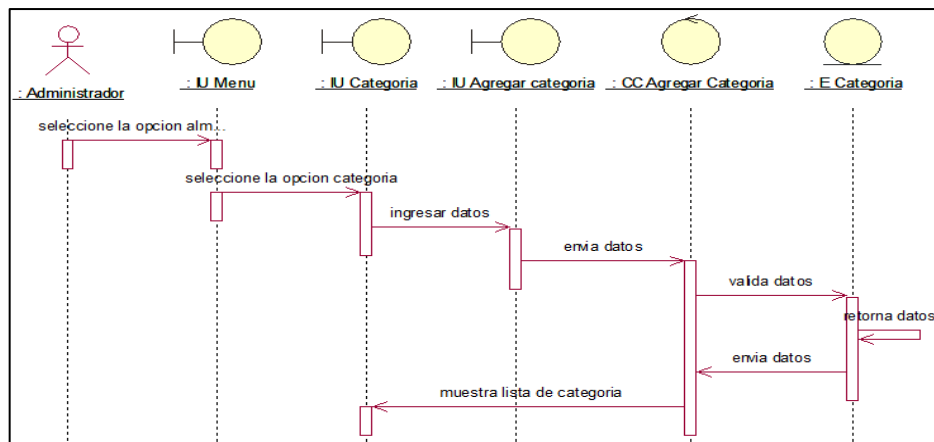 : Administrador
: IU Menu
: IU Categoria
: IU Agregar categoria
: CC Agregar Categoria
: E Categoria
seleccione la opcion alm...
seleccione la opcion categoria
ingresar datos
envia datos
valida datos
retorna datos
envia datos
muestra lista de categoria